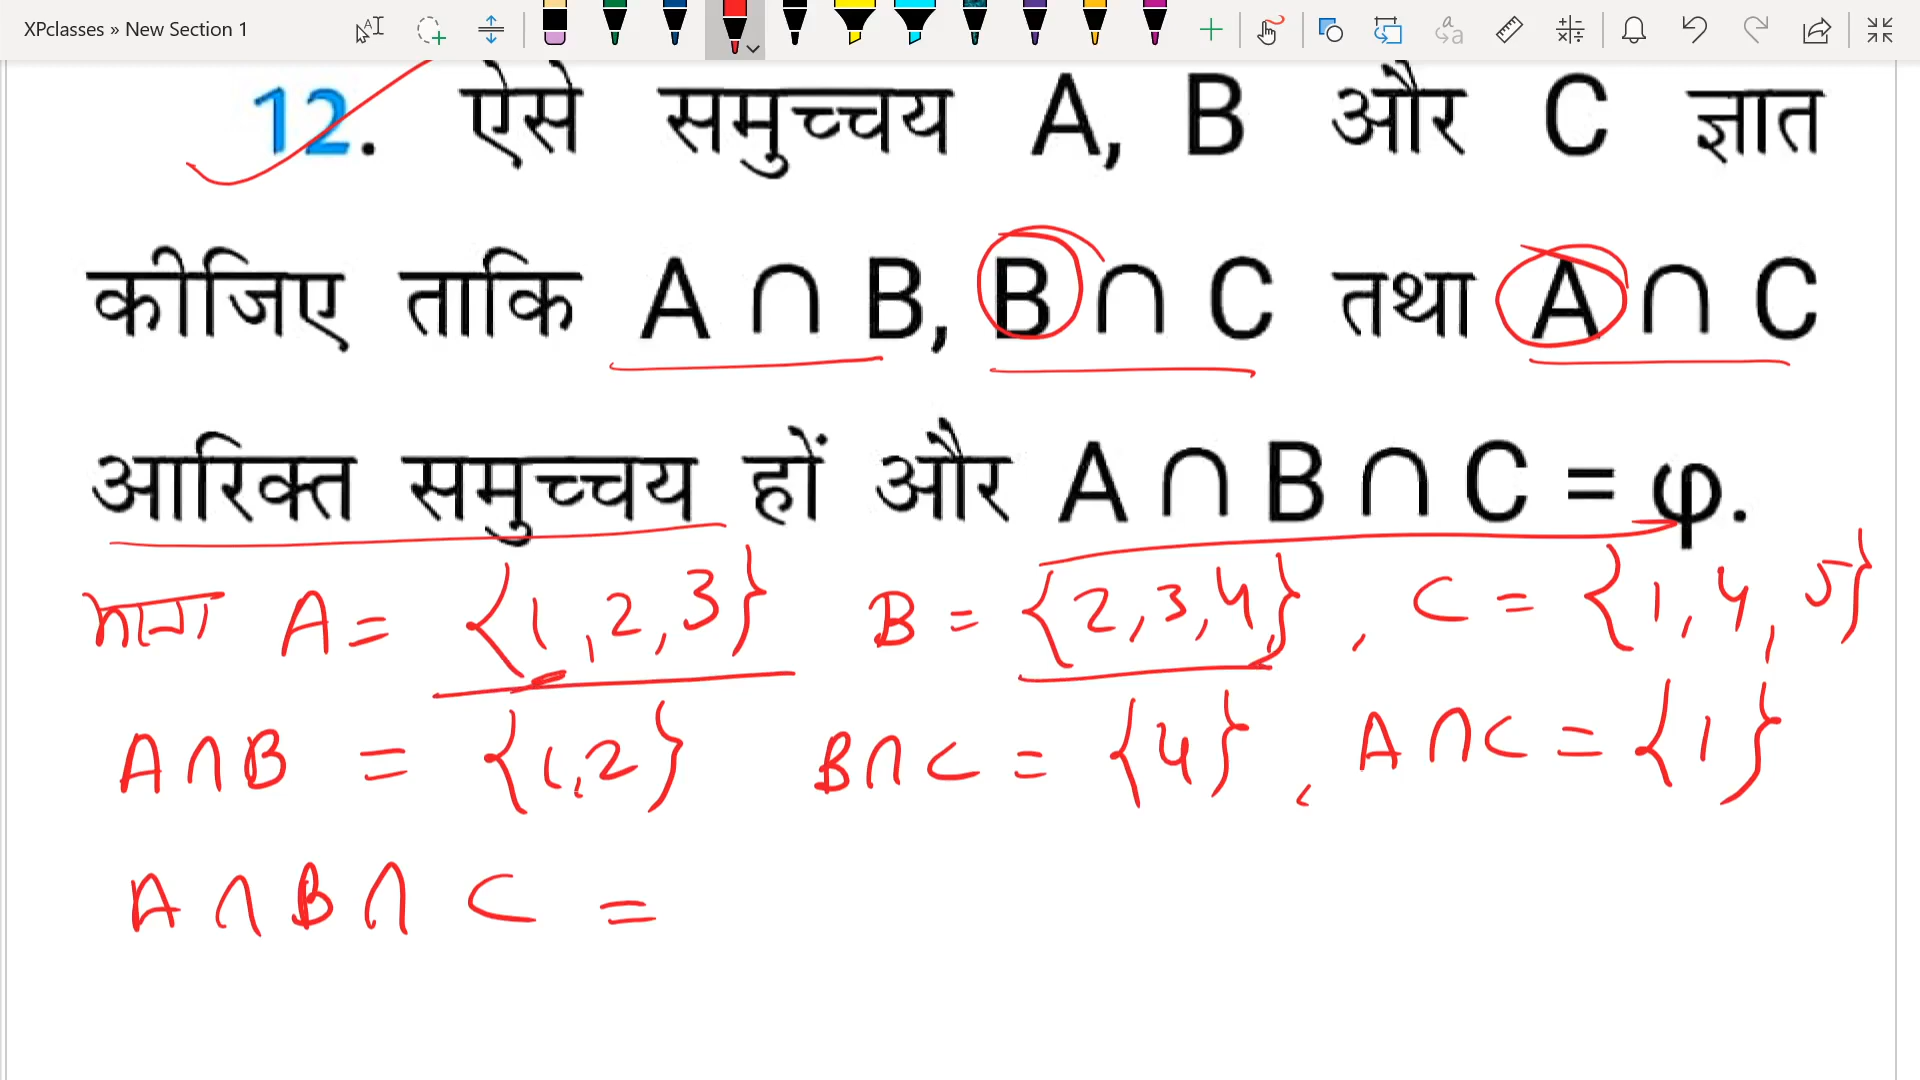 XPclasses » New Section 1
12. ऐसे समुच्चय A, B और C ज्ञात
कीजिए ताकि A ∩ B, B ∩ C तथा A ∩ C
आरिक्त समुच्चय हों और A ∩ B ∩ C = φ.
माना A = {1, 2, 3} B = {2, 3, 4,} , C = {1, 4, 5}
A∩B = {1,2} B∩C = {4} , A∩C = {1}
A∩B∩C =